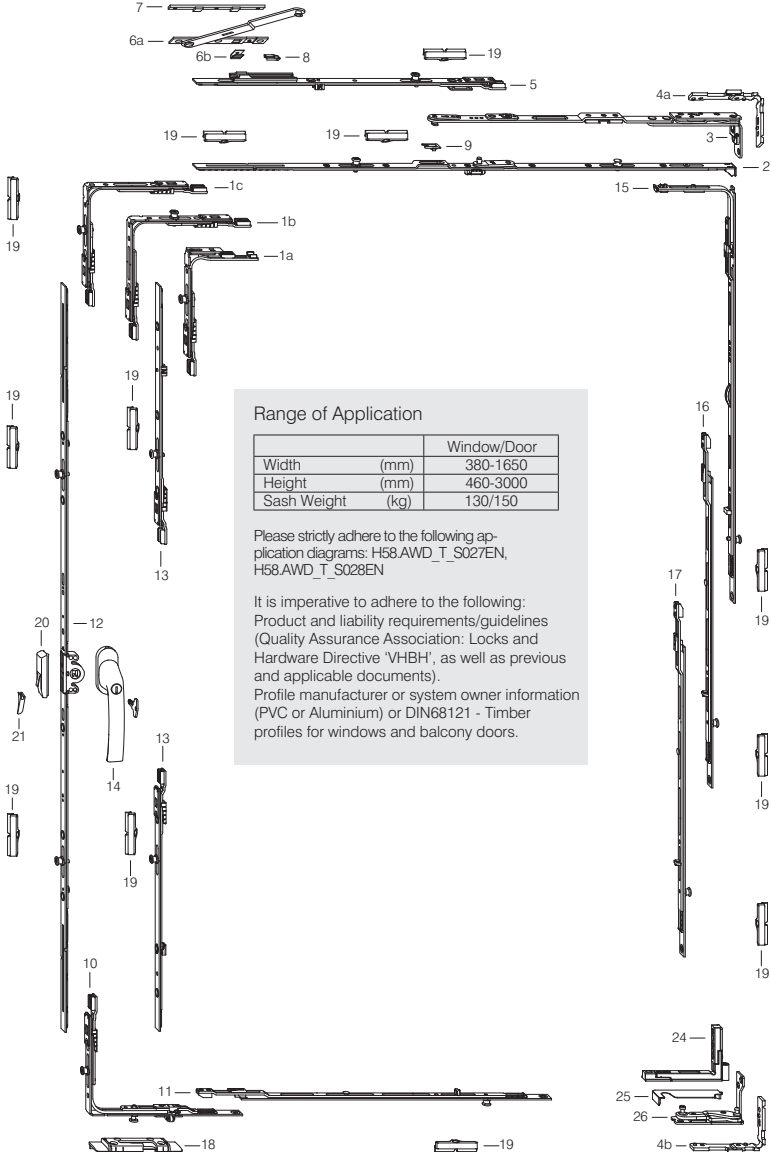 7
6a
6b
8
19
5
4a
19
19
9
3
2
1c
15
1b
19
1a
19
19
16
13
Range of Application
Window/Door
Width (mm) 380-1650
Height (mm) 460-3000
Sash Weight (kg) 130/150
Please strictly adhere to the following ap-
plication diagrams: H58.AWD_T_S027EN,
H58.AWD_T_S028EN
It is imperative to adhere to the following:
Product and liability requirements/guidelines
(Quality Assurance Association: Locks and
Hardware Directive ‘VHBH’, as well as previous
and applicable documents).
Profile manufacturer or system owner information
(PVC or Aluminium) or DIN68121 - Timber
profiles for windows and balcony doors.
17
20
12
19
21
13
14
19
19
19
19
10
24
11
25
26
18
19
4b